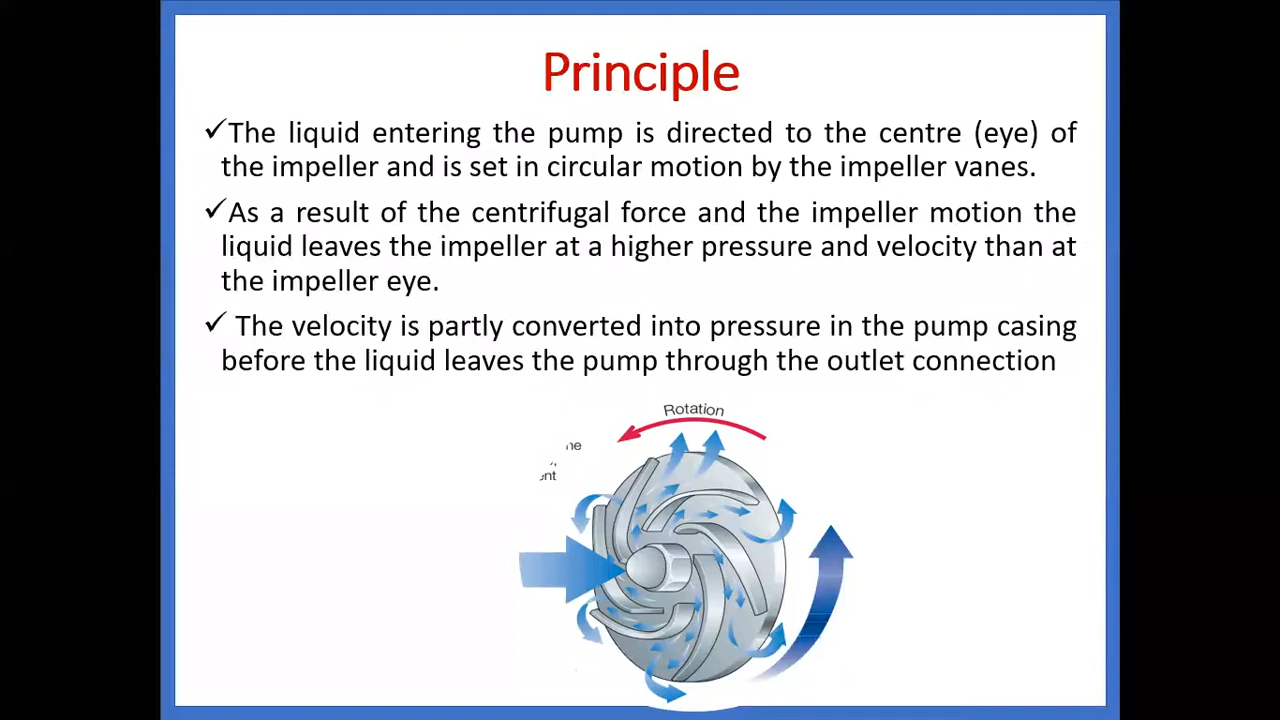 Principle
✓The liquid entering the pump is directed to the centre (eye) of
the impeller and is set in circular motion by the impeller vanes.
✓As a result of the centrifugal force and the impeller motion the
liquid leaves the impeller at a higher pressure and velocity than at
the impeller eye.
✓ The velocity is partly converted into pressure in the pump casing
before the liquid leaves the pump through the outlet connection
Rotation